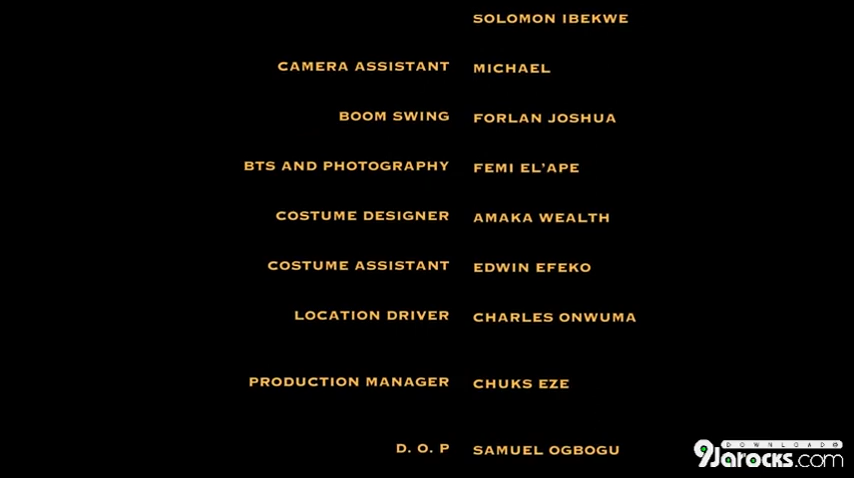 SOLOMON IBEKWE
CAMERA ASSISTANT MICHAEL
BOOM SWING FORLAN JOSHUA
BTS AND PHOTOGRAPHY FEMI EL'APE
COSTUME DESIGNER AMAKA WEALTH
COSTUME ASSISTANT EDWIN EFEKO
LOCATION DRIVER CHARLES ONWUMA
PRODUCTION MANAGER CHUKS EZE
D. O. P SAMUEL OGBOGU
DOWNLOADS
9Jarocks.com